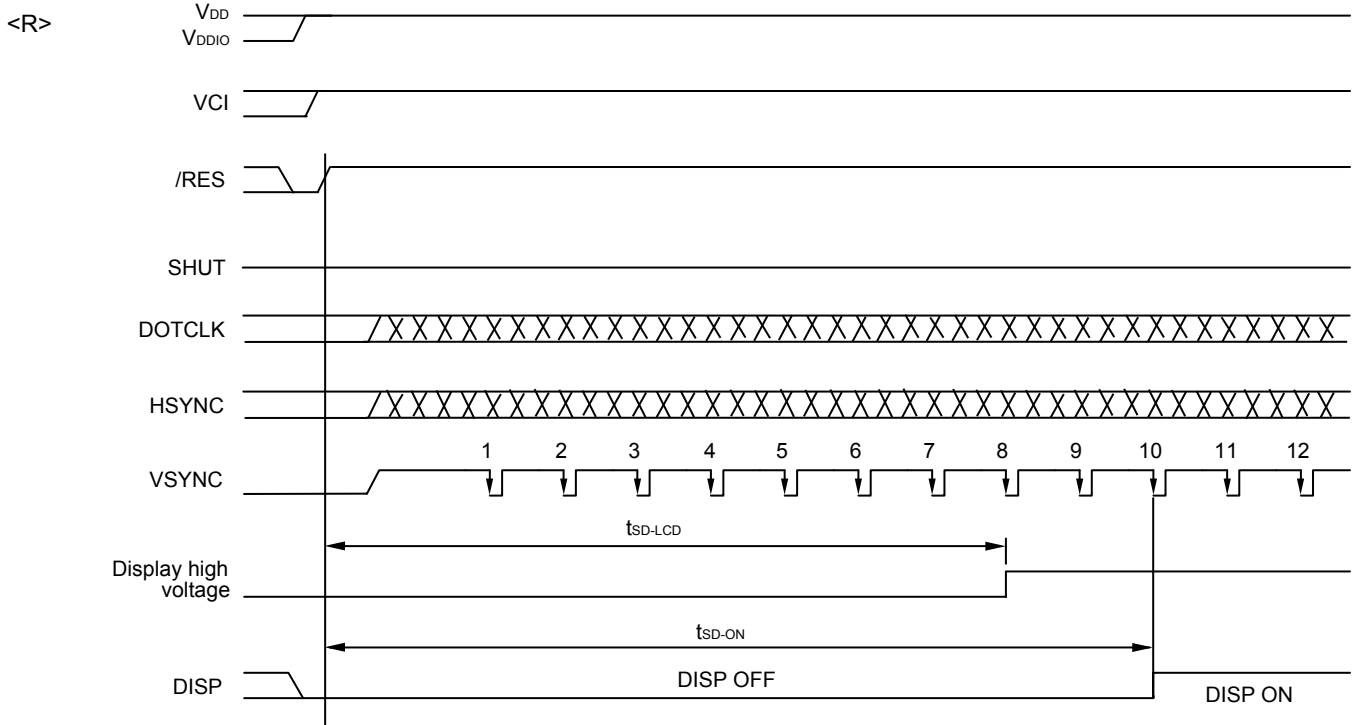 <R>
VDD
VDDIO
VCI
/RES
SHUT
DOTCLK
HSYNC
1 2 3 4 5 6 7 8 9 10 11 12
VSYNC
tSD-LCD
Display high
voltage
tSD-ON
DISP
DISP OFF
DISP ON